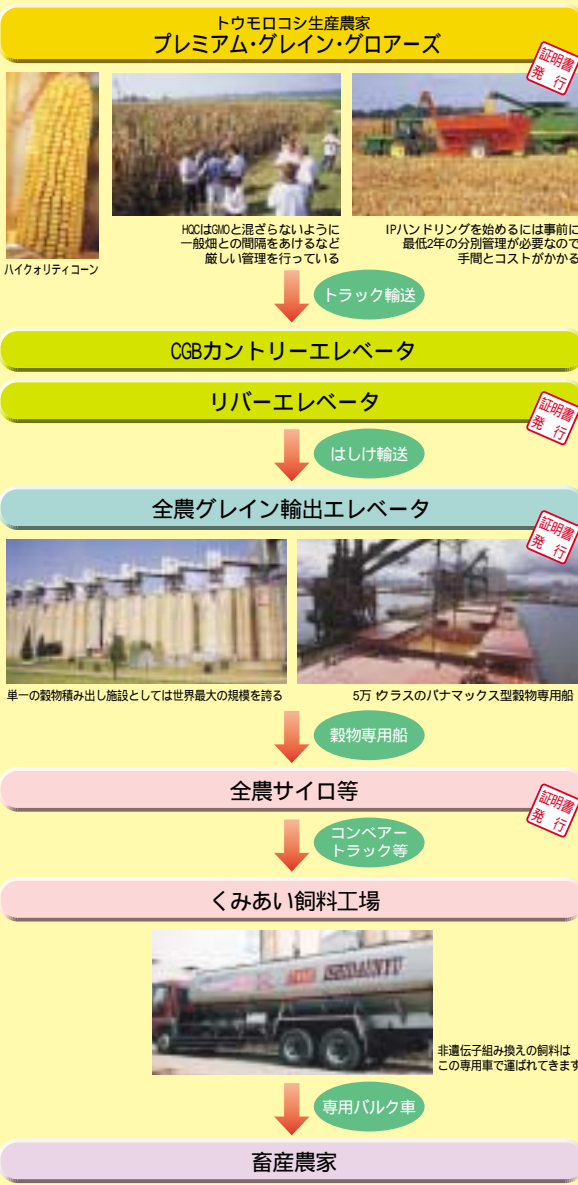 トウモロコシ生産農家
プレミアム・グレイン・グロアーズ
証明書
発 行
ハイクォリティコーン
HQCはGMOと混ざらないように
一般畑との間隔をあけるなど
厳しい管理を行っている
IPハンドリングを始めるには事前に
最低2年の分別管理が必要なので
手間とコストがかかる
トラック輸送
CGBカントリーエレベータ
リバーエレベータ
証明書
発 行
はしけ輸送
全農グレイン輸出エレベータ
証明書
発 行
単一の穀物積み出し施設としては世界最大の規模を誇る
5万㌧クラスのパナマックス型穀物専用船
穀物専用船
全農サイロ等
証明書
発 行
コンベアー
トラック等
くみあい飼料工場
ISHIDAUNYU
非遺伝子組み換えの飼料は
この専用車で運ばれてきます
専用バルク車
畜産農家